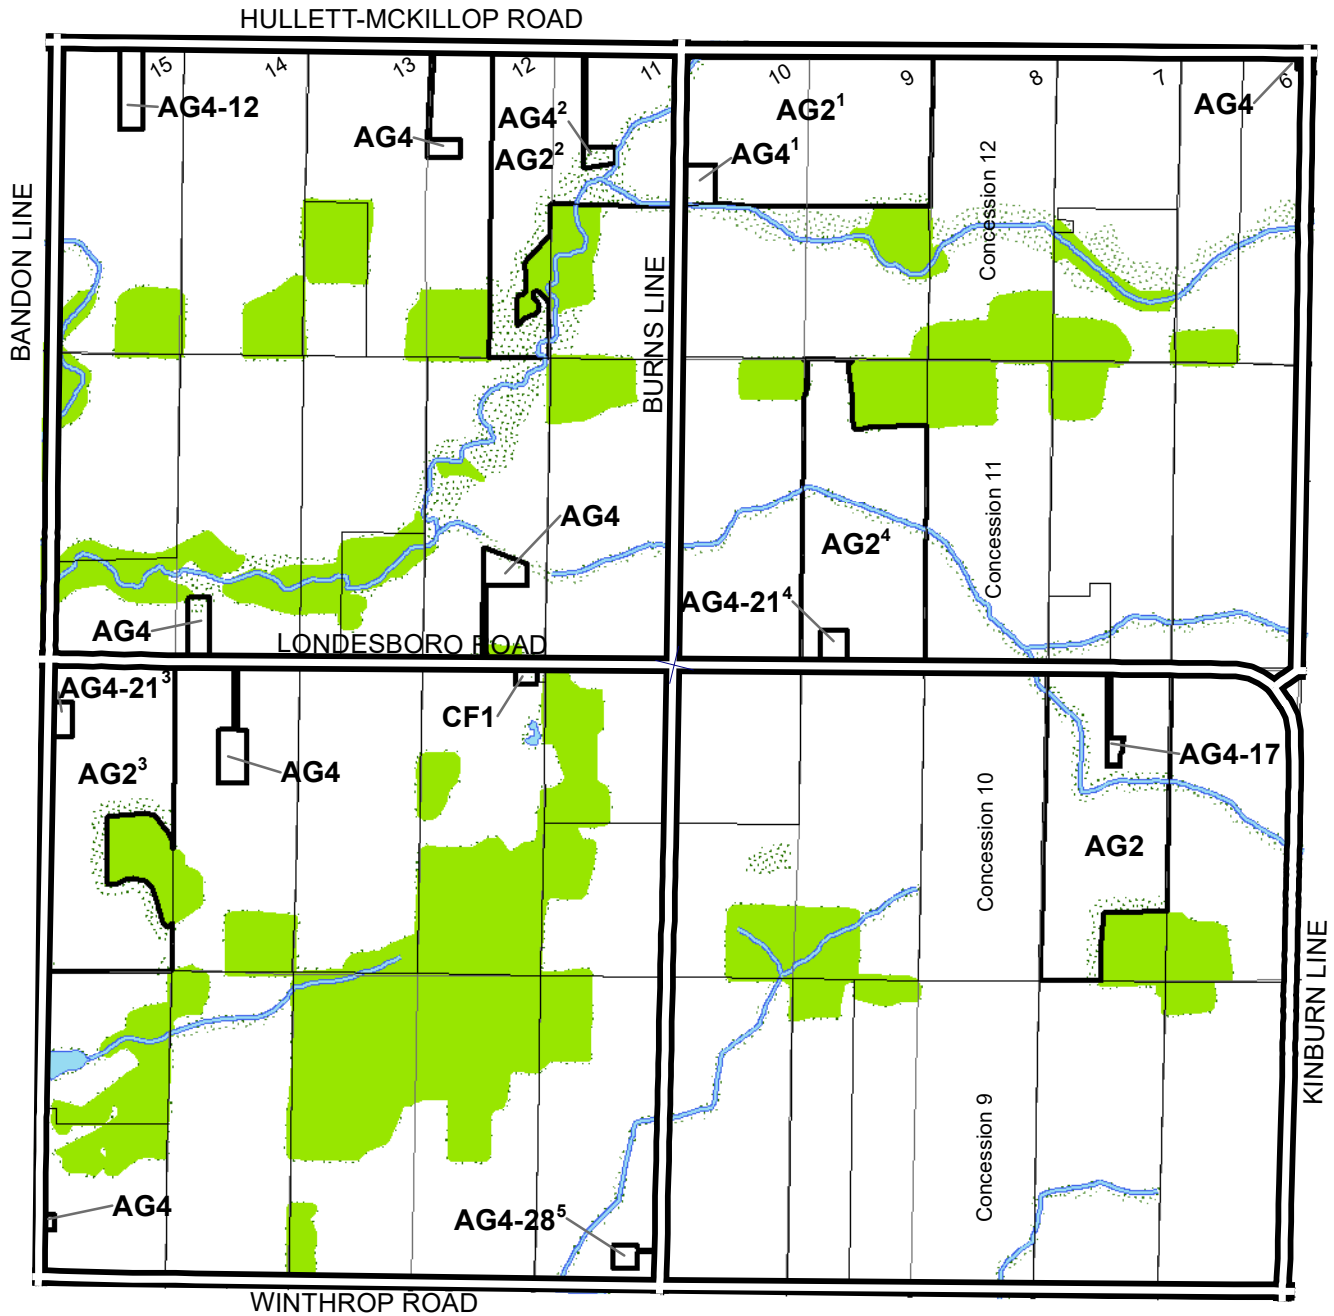 HULLETT-MCKILLOP ROAD
15
14
13
12
11
10
9
8
7
6
AG4-12
AG4
AG4²
AG2²
AG2¹
AG4¹
AG4
Concession 12
BANDON LINE
BURNS LINE
AG4
AG2⁴
Concession 11
AG4-21⁴
AG4
LONDESBORO ROAD
AG4-21³
CF1
AG2³
AG4
AG4-17
Concession 10
AG2
KINBURN LINE
Concession 9
AG4
AG4-28⁵
WINTHROP ROAD